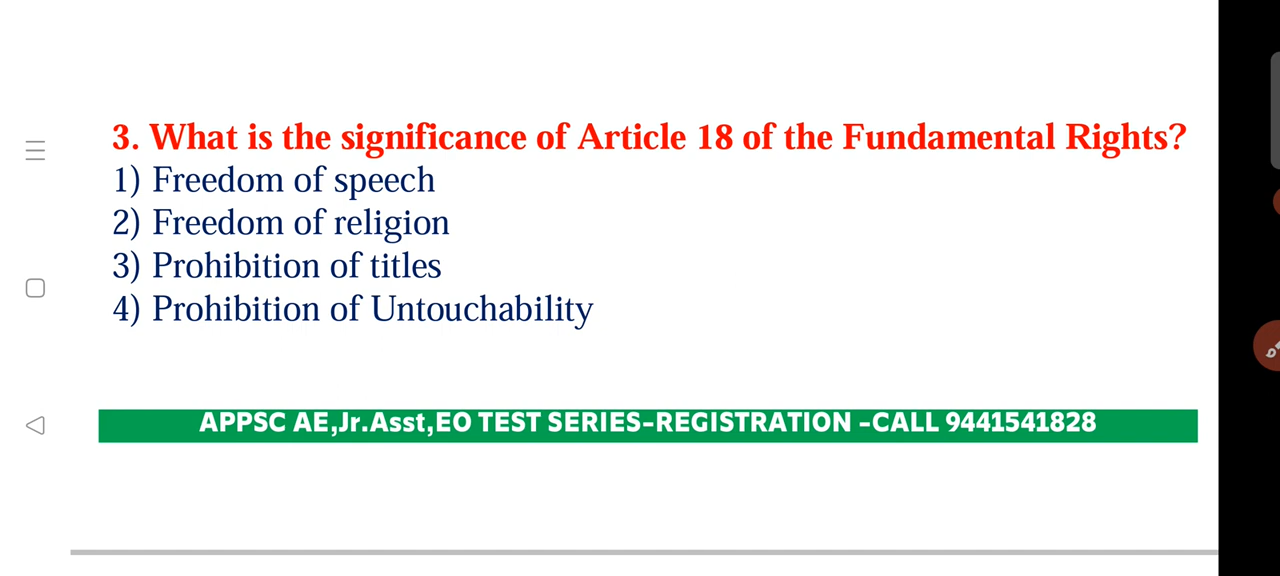 3. What is the significance of Article 18 of the Fundamental Rights?
1) Freedom of speech
2) Freedom of religion
3) Prohibition of titles
4) Prohibition of Untouchability
APPSC AE,Jr.Asst,EO TEST SERIES-REGISTRATION -CALL 9441541828